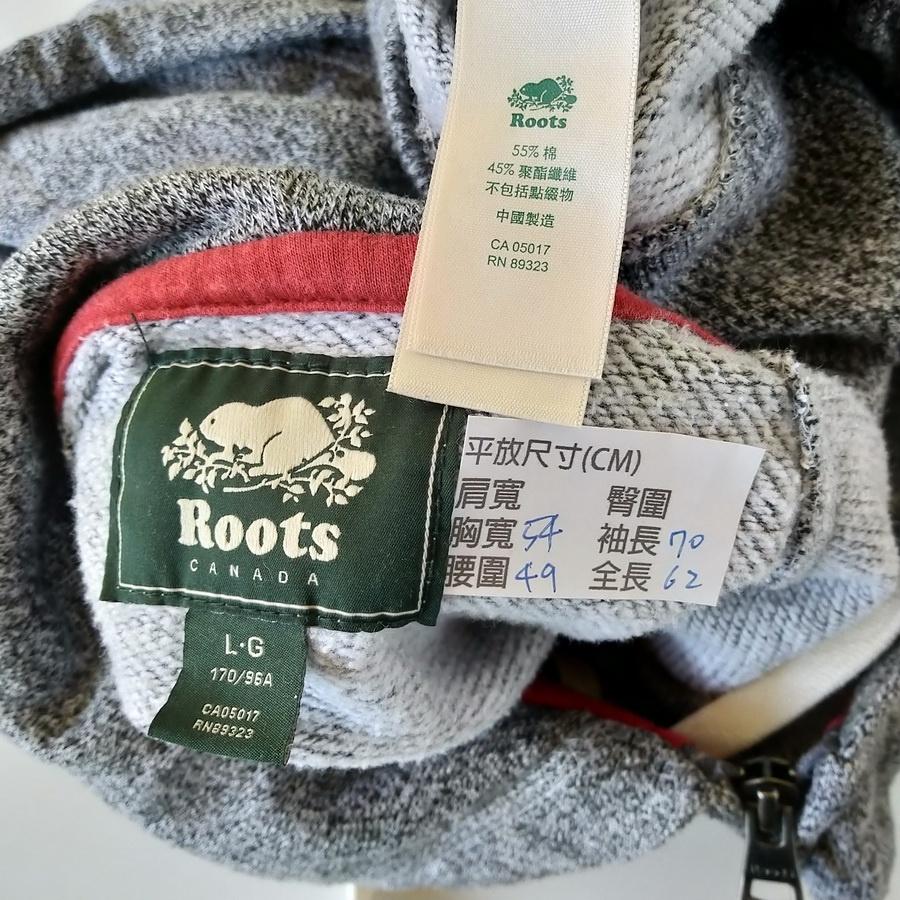 Roots
55% 棉
45% 聚酯纖維
不包括點綴物
中國製造
CA 05017
RN 89323
Roots
CANADA
L·G
170/96A
CA05017
RN89323
平放尺寸(CM)
肩寬 臀圍
胸寬 54 袖長 70
腰圍 49 全長 62